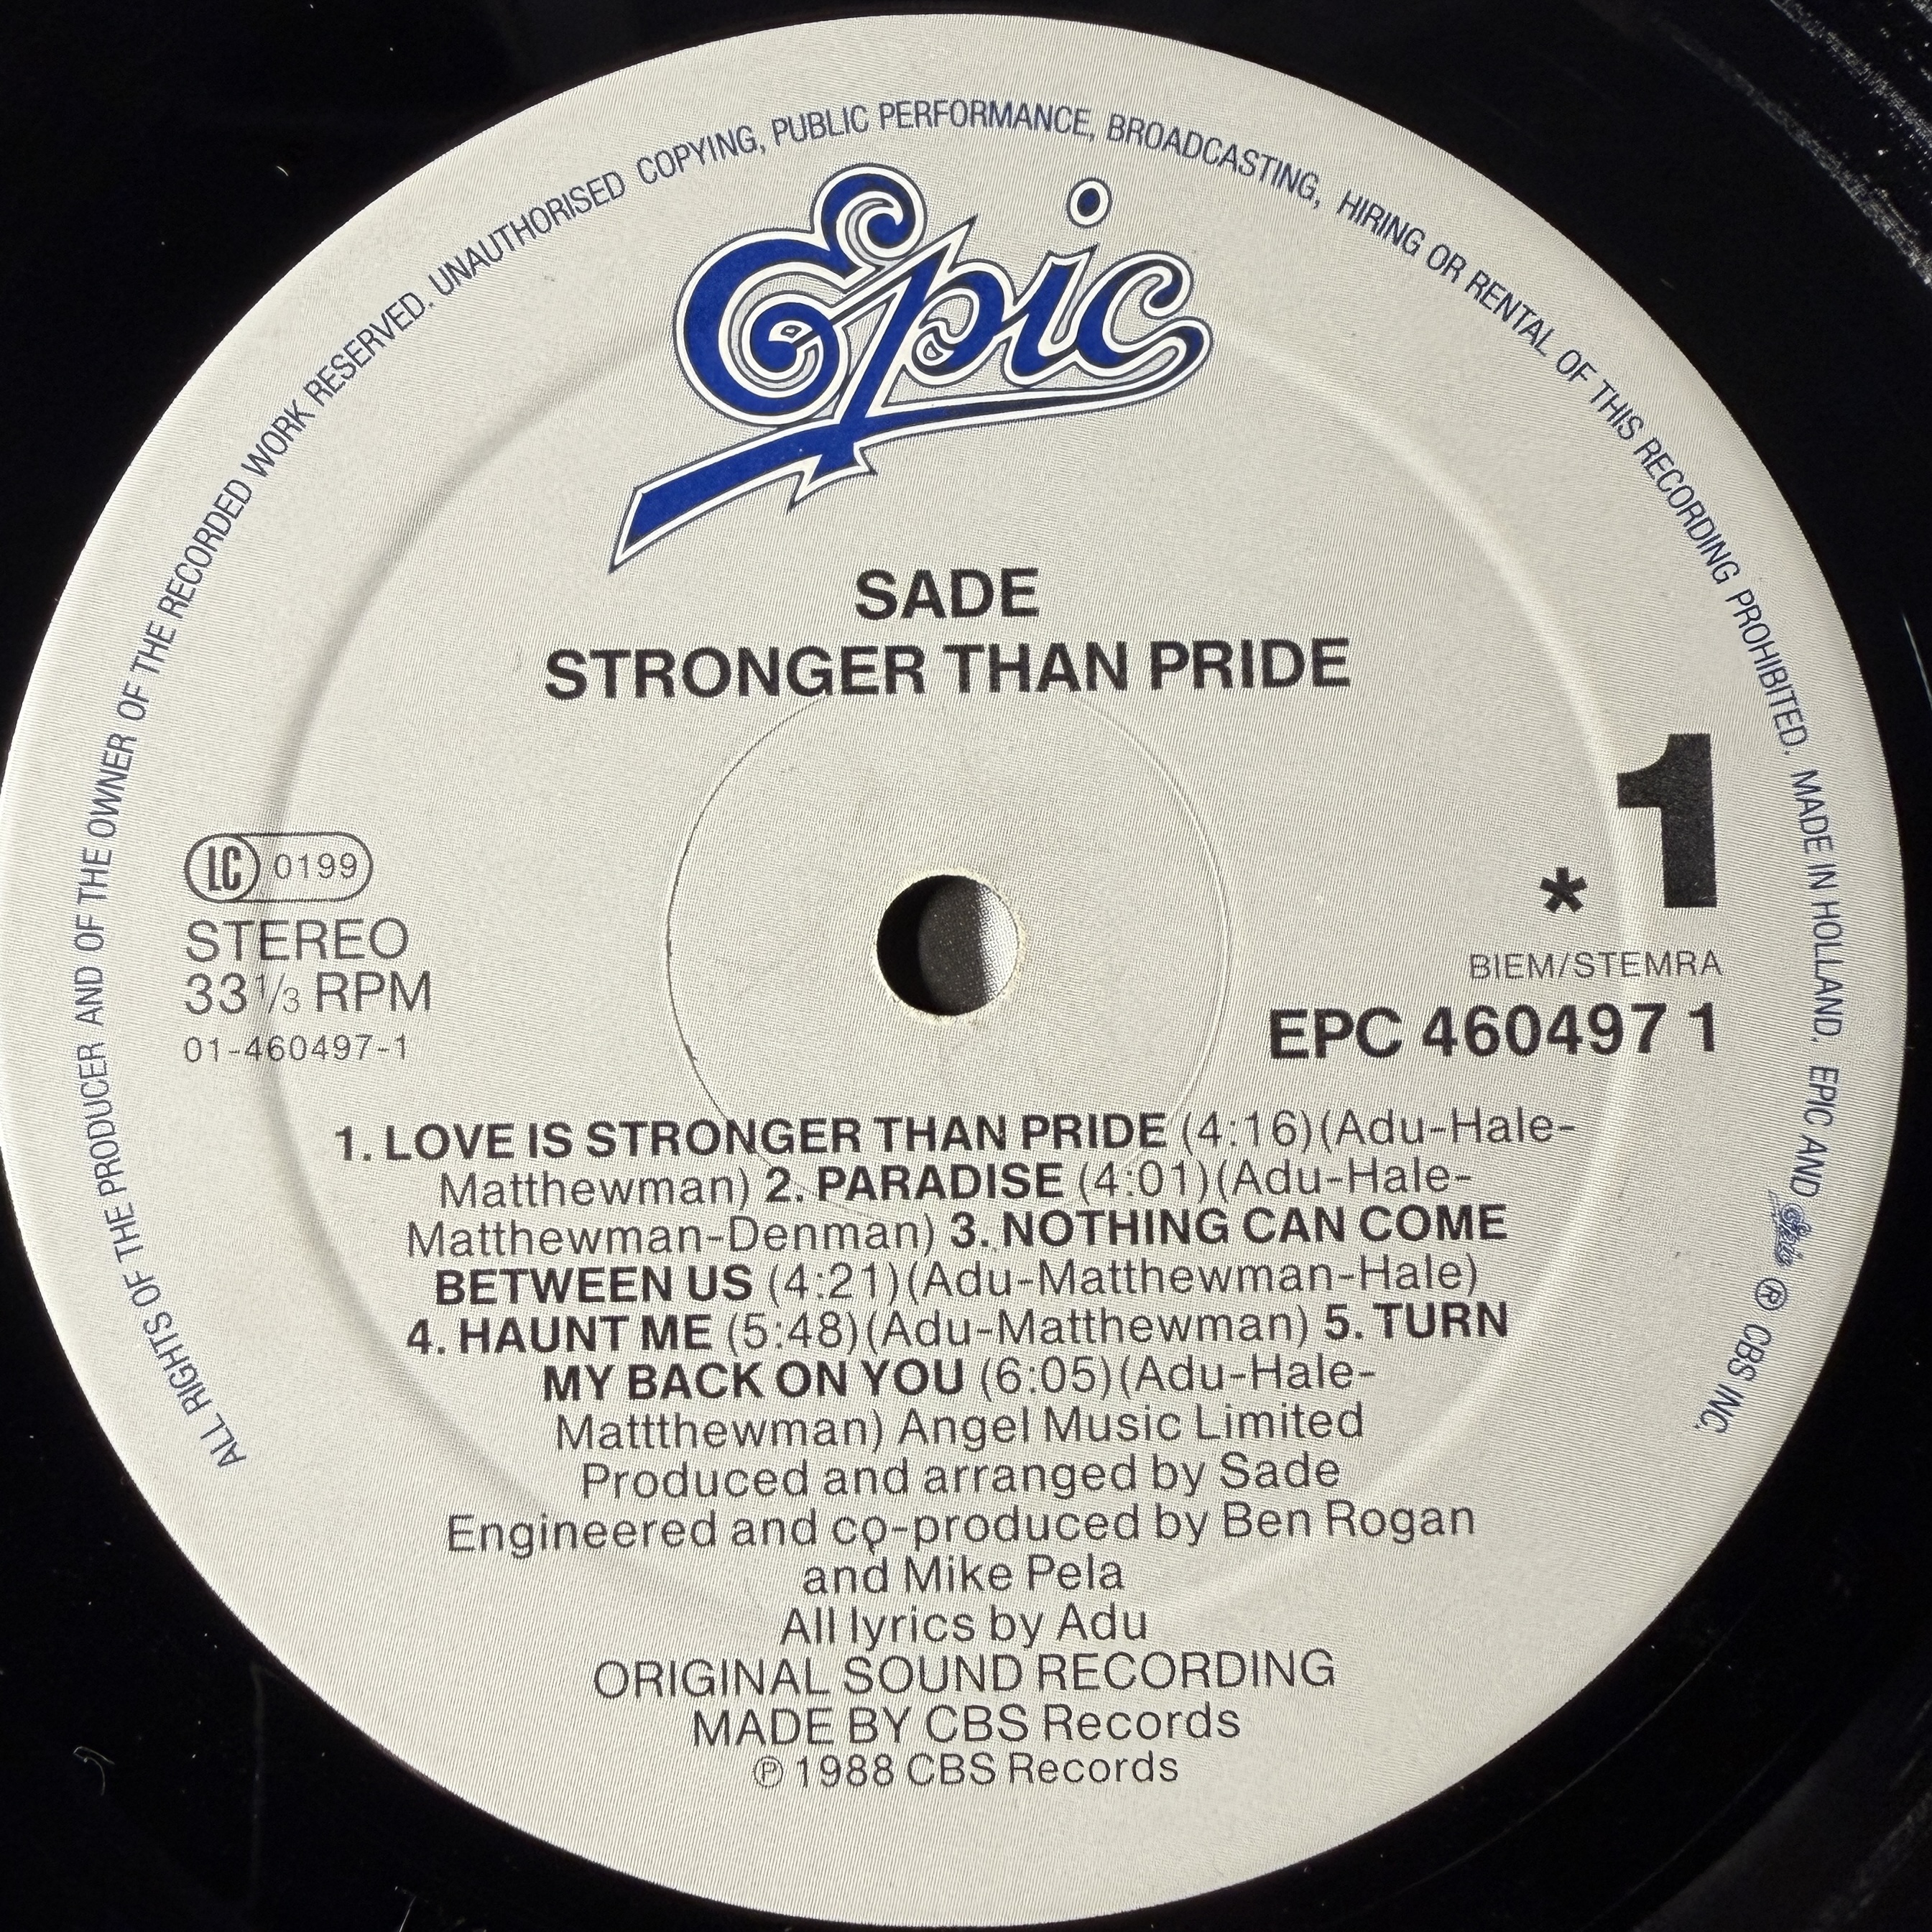 ALL RIGHTS OF THE PRODUCER AND OF THE OWNER OF THE RECORDED WORK RESERVED. UNAUTHORISED COPYING, PUBLIC PERFORMANCE, BROADCASTING, HIRING OR RENTAL OF THIS RECORDING PROHIBITED. MADE IN HOLLAND. EPIC AND Epic ® CBS INC.
Epic
SADE
STRONGER THAN PRIDE
1
LC 0199
*
STEREO
BIEM/STEMRA
33 1/3 RPM
EPC 460497 1
01-460497-1
1. LOVE IS STRONGER THAN PRIDE (4:16)(Adu-Hale-
Matthewman) 2. PARADISE (4:01)(Adu-Hale-
Matthewman-Denman) 3. NOTHING CAN COME
BETWEEN US (4:21)(Adu-Matthewman-Hale)
4. HAUNT ME (5:48)(Adu-Matthewman) 5. TURN
MY BACK ON YOU (6:05)(Adu-Hale-
Mattthewman) Angel Music Limited
Produced and arranged by Sade
Engineered and co-produced by Ben Rogan
and Mike Pela
All lyrics by Adu
ORIGINAL SOUND RECORDING
MADE BY CBS Records
℗ 1988 CBS Records